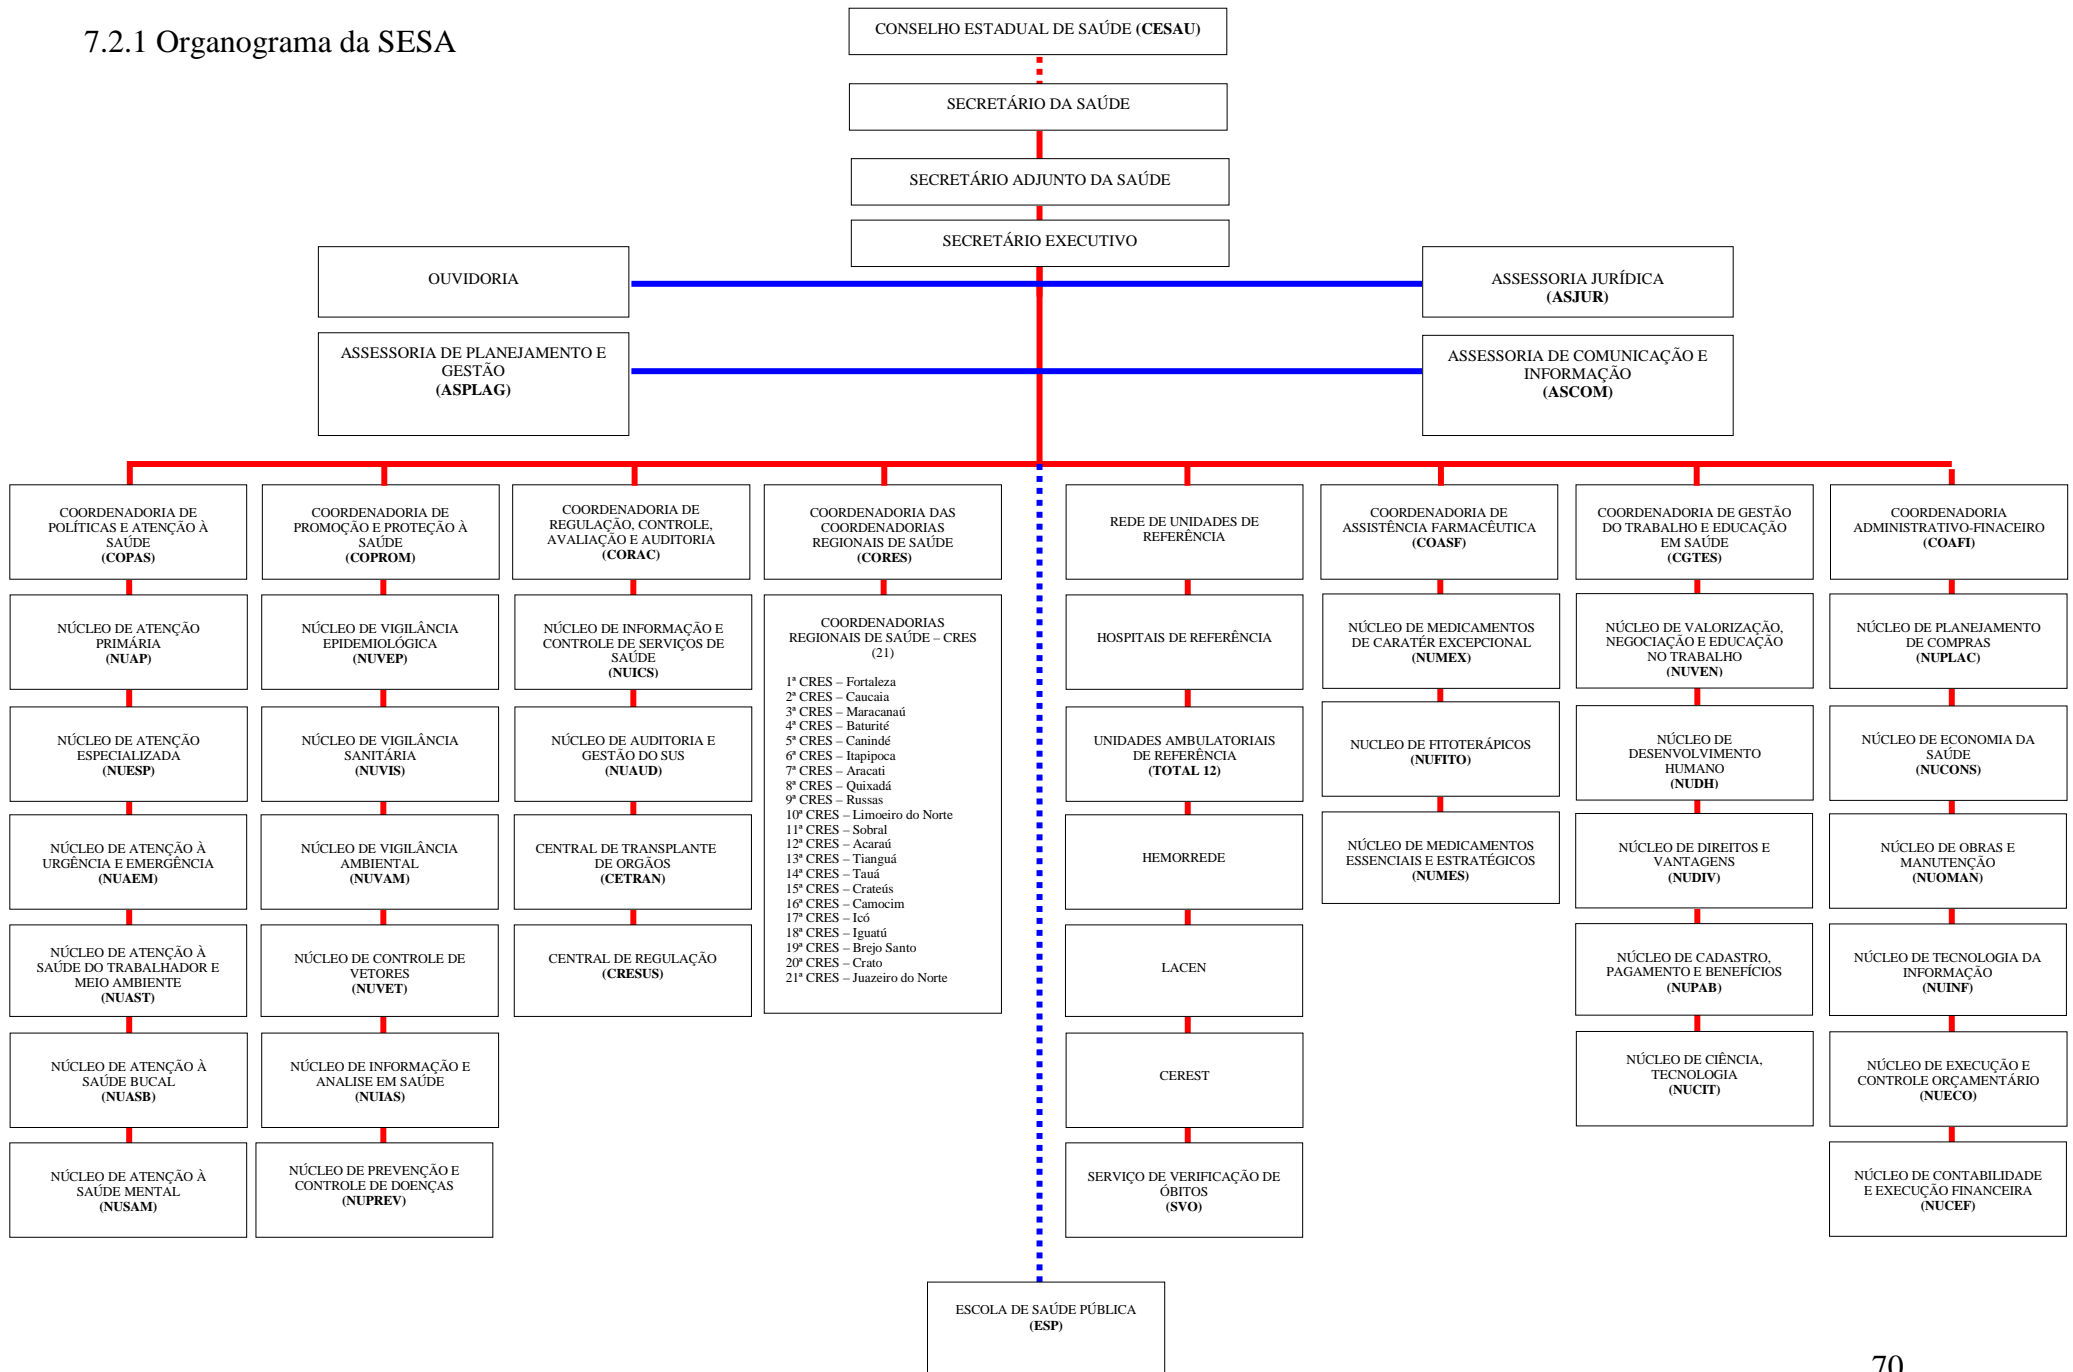 7.2.1 Organograma da SESA
CONSELHO ESTADUAL DE SAÚDE (CESAU)
SECRETÁRIO DA SAÚDE
SECRETÁRIO ADJUNTO DA SAÚDE
SECRETÁRIO EXECUTIVO
OUVIDORIA
ASSESSORIA JURÍDICA
(ASJUR)
ASSESSORIA DE PLANEJAMENTO E
GESTÃO
(ASPLAG)
ASSESSORIA DE COMUNICAÇÃO E
INFORMAÇÃO
(ASCOM)
COORDENADORIA DE
POLÍTICAS E ATENÇÃO À
SAÚDE
(COPAS)
NÚCLEO DE ATENÇÃO
PRIMÁRIA
(NUAP)
NÚCLEO DE ATENÇÃO
ESPECIALIZADA
(NUESP)
NÚCLEO DE ATENÇÃO À
URGÊNCIA E EMERGÊNCIA
(NUAEM)
NÚCLEO DE ATENÇÃO À
SAÚDE DO TRABALHADOR E
MEIO AMBIENTE
(NUAST)
NÚCLEO DE ATENÇÃO À
SAÚDE BUCAL
(NUASB)
NÚCLEO DE ATENÇÃO À
SAÚDE MENTAL
(NUSAM)
COORDENADORIA DE
PROMOÇÃO E PROTEÇÃO À
SAÚDE
(COPROM)
NÚCLEO DE VIGILÂNCIA
EPIDEMIOLÓGICA
(NUVEP)
NÚCLEO DE VIGILÂNCIA
SANITÁRIA
(NUVIS)
NÚCLEO DE VIGILÂNCIA
AMBIENTAL
(NUVAM)
NÚCLEO DE CONTROLE DE
VETORES
(NUVET)
NÚCLEO DE INFORMAÇÃO E
ANALISE EM SAÚDE
(NUIAS)
NÚCLEO DE PREVENÇÃO E
CONTROLE DE DOENÇAS
(NUPREV)
COORDENADORIA DE
REGULAÇÃO, CONTROLE,
AVALIAÇÃO E AUDITORIA
(CORAC)
NÚCLEO DE INFORMAÇÃO E
CONTROLE DE SERVIÇOS DE
SAÚDE
(NUICS)
NÚCLEO DE AUDITORIA E
GESTÃO DO SUS
(NUAUD)
CENTRAL DE TRANSPLANTE
DE ORGÃOS
(CETRAN)
CENTRAL DE REGULAÇÃO
(CRESUS)
COORDENADORIA DAS
COORDENADORIAS
REGIONAIS DE SAÚDE
(CORES)
COORDENADORIAS
REGIONAIS DE SAÚDE – CRES
(21)
1ª CRES – Fortaleza
2ª CRES – Caucaia
3ª CRES – Maracanaú
4ª CRES – Baturité
5ª CRES – Canindé
6ª CRES – Itapipoca
7ª CRES – Aracati
8ª CRES – Quixadá
9ª CRES – Russas
10ª CRES – Limoeiro do Norte
11ª CRES – Sobral
12ª CRES – Acaraú
13ª CRES – Tianguá
14ª CRES – Tauá
15ª CRES – Crateús
16ª CRES – Camocim
17ª CRES – Icó
18ª CRES – Iguatú
19ª CRES – Brejo Santo
20ª CRES – Crato
21ª CRES – Juazeiro do Norte
REDE DE UNIDADES DE
REFERÊNCIA
HOSPITAIS DE REFERÊNCIA
UNIDADES AMBULATORIAIS
DE REFERÊNCIA
(TOTAL 12)
HEMORREDE
LACEN
CEREST
SERVIÇO DE VERIFICAÇÃO DE
ÓBITOS
(SVO)
COORDENADORIA DE
ASSISTÊNCIA FARMACÊUTICA
(COASF)
NÚCLEO DE MEDICAMENTOS
DE CARATÉR EXCEPCIONAL
(NUMEX)
NUCLEO DE FITOTERÁPICOS
(NUFITO)
NÚCLEO DE MEDICAMENTOS
ESSENCIAIS E ESTRATÉGICOS
(NUMES)
COORDENADORIA DE GESTÃO
DO TRABALHO E EDUCAÇÃO
EM SAÚDE
(CGTES)
NÚCLEO DE VALORIZAÇÃO,
NEGOCIAÇÃO E EDUCAÇÃO
NO TRABALHO
(NUVEN)
NÚCLEO DE
DESENVOLVIMENTO
HUMANO
(NUDH)
NÚCLEO DE DIREITOS E
VANTAGENS
(NUDIV)
NÚCLEO DE CADASTRO,
PAGAMENTO E BENEFÍCIOS
(NUPAB)
NÚCLEO DE CIÊNCIA,
TECNOLOGIA
(NUCIT)
COORDENADORIA
ADMINISTRATIVO-FINACEIRO
(COAFI)
NÚCLEO DE PLANEJAMENTO
DE COMPRAS
(NUPLAC)
NÚCLEO DE ECONOMIA DA
SAÚDE
(NUCONS)
NÚCLEO DE OBRAS E
MANUTENÇÃO
(NUOMAN)
NÚCLEO DE TECNOLOGIA DA
INFORMAÇÃO
(NUINF)
NÚCLEO DE EXECUÇÃO E
CONTROLE ORÇAMENTÁRIO
(NUECO)
NÚCLEO DE CONTABILIDADE
E EXECUÇÃO FINANCEIRA
(NUCEF)
ESCOLA DE SAÚDE PÚBLICA
(ESP)
70